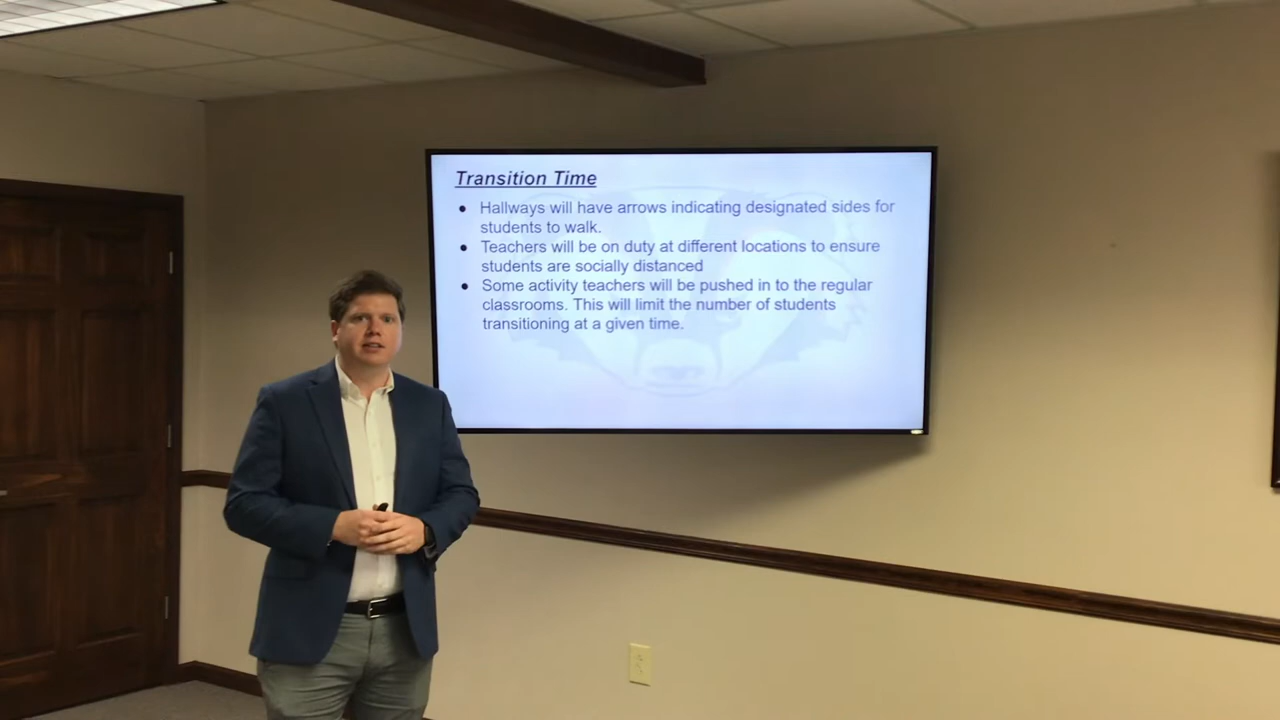 Transition Time
● Hallways will have arrows indicating designated sides for
students to walk.
● Teachers will be on duty at different locations to ensure
students are socially distanced
● Some activity teachers will be pushed in to the regular
classrooms. This will limit the number of students
transitioning at a given time.